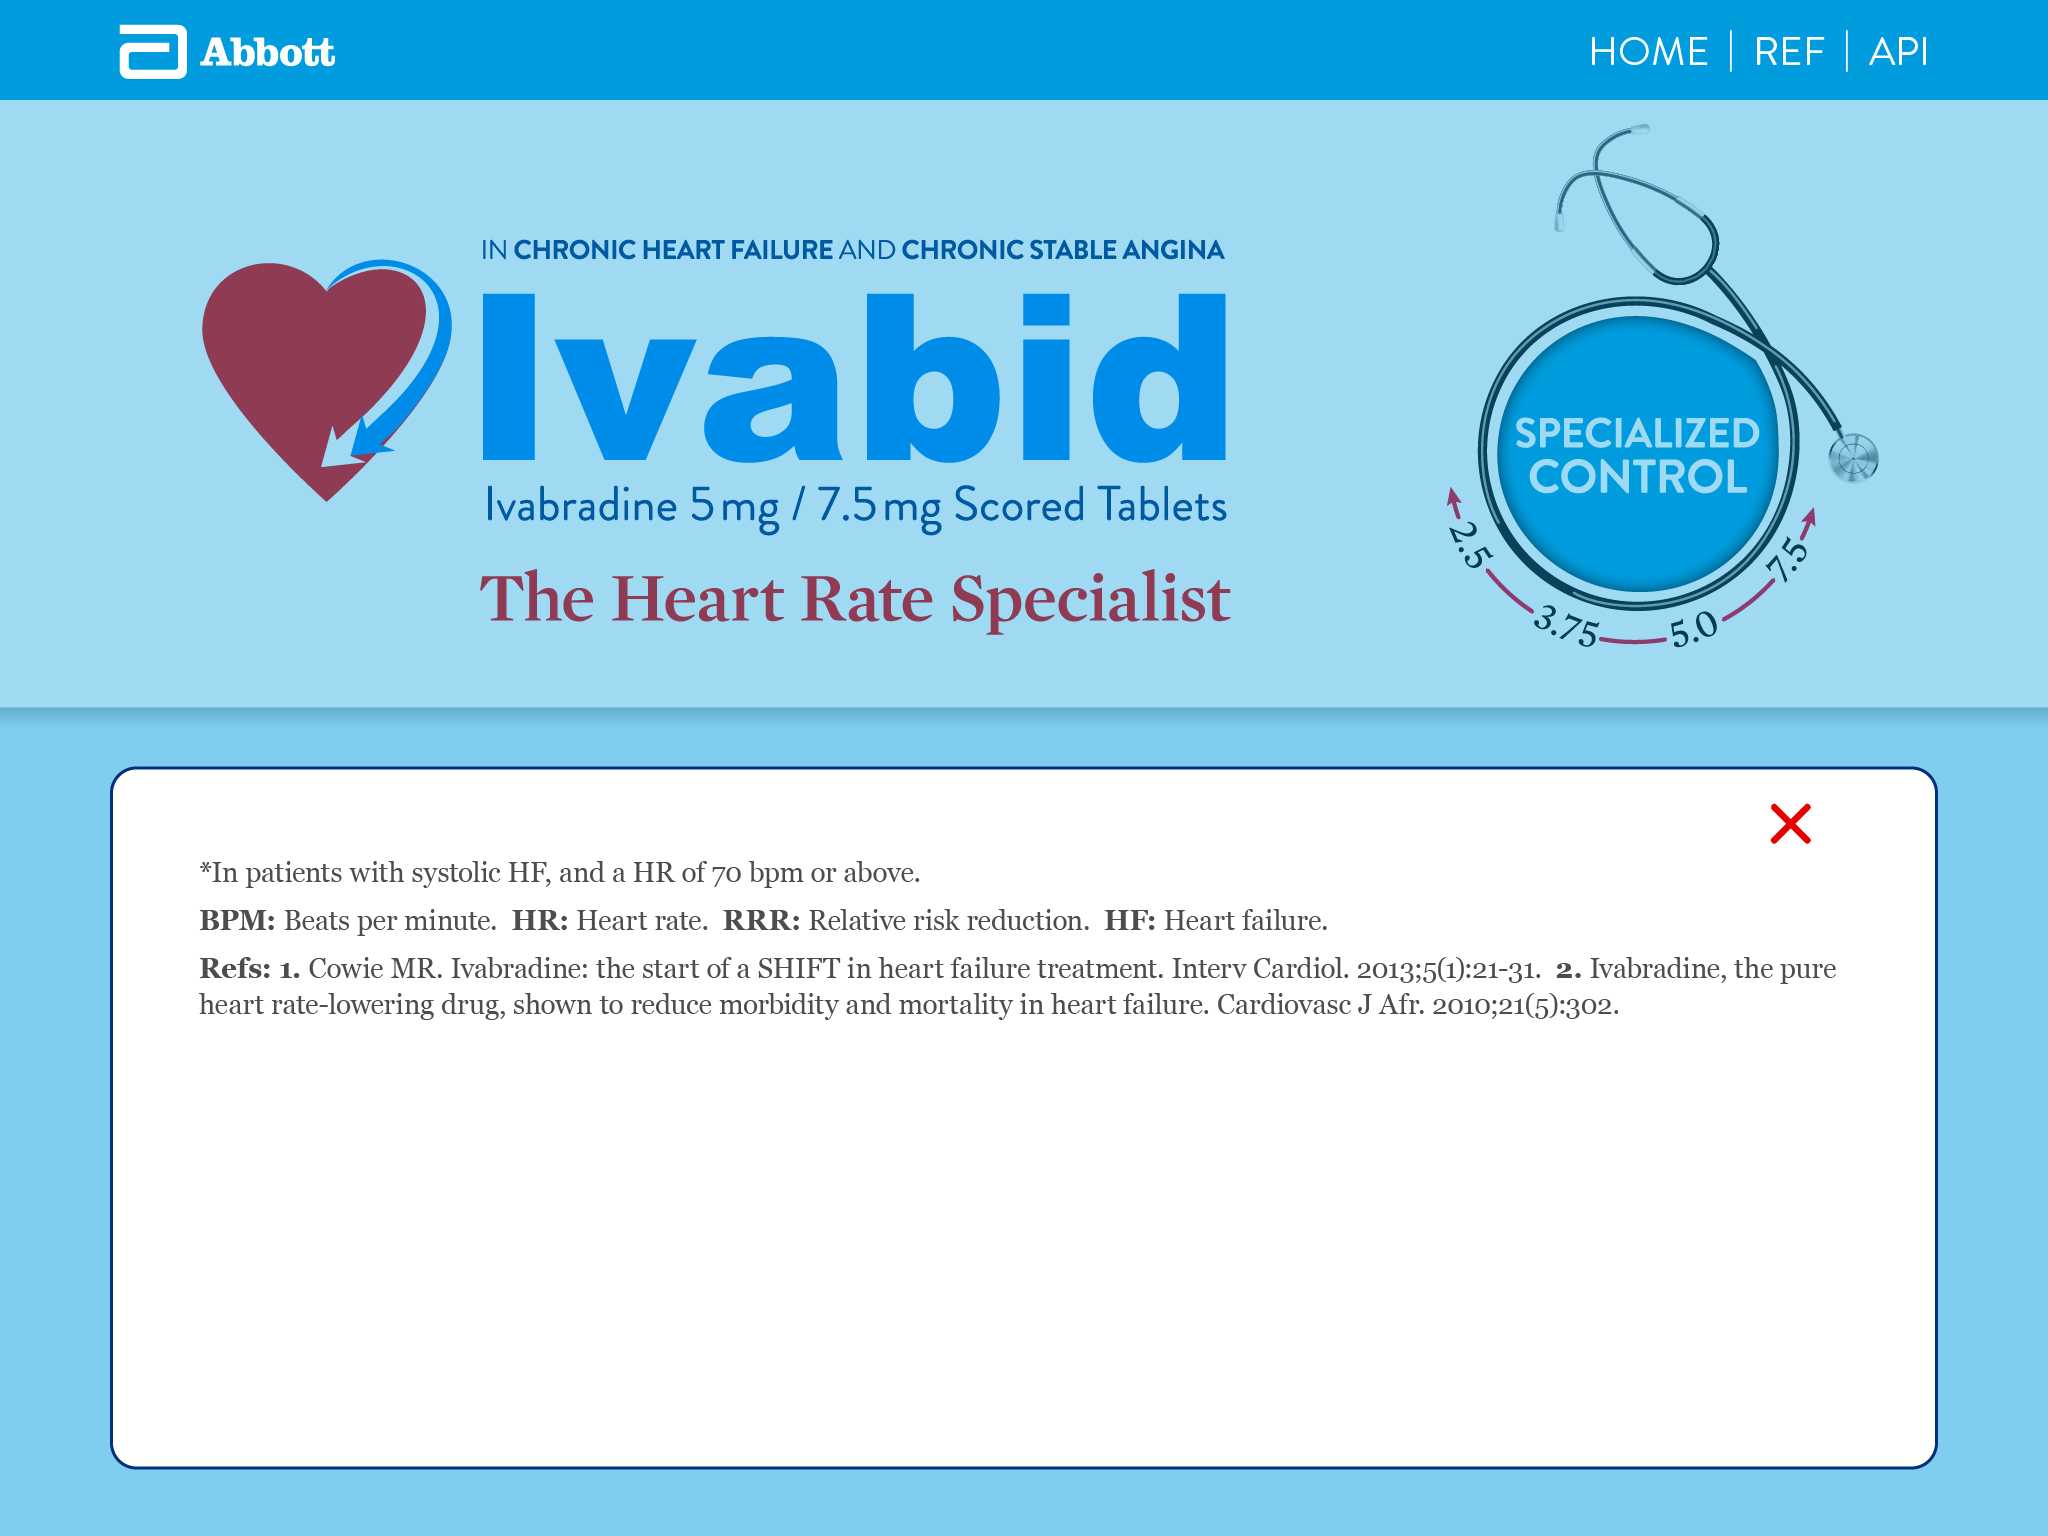 Abbott
HOME | REF | API
IN CHRONIC HEART FAILURE AND CHRONIC STABLE ANGINA
Ivabid
Ivabradine 5 mg / 7.5 mg Scored Tablets
The Heart Rate Specialist
SPECIALIZED
CONTROL
2.5
3.75
5.0
7.5
*In patients with systolic HF, and a HR of 70 bpm or above.
BPM: Beats per minute. HR: Heart rate. RRR: Relative risk reduction. HF: Heart failure.
Refs: 1. Cowie MR. Ivabradine: the start of a SHIFT in heart failure treatment. Interv Cardiol. 2013;5(1):21-31. 2. Ivabradine, the pure
heart rate-lowering drug, shown to reduce morbidity and mortality in heart failure. Cardiovasc J Afr. 2010;21(5):302.